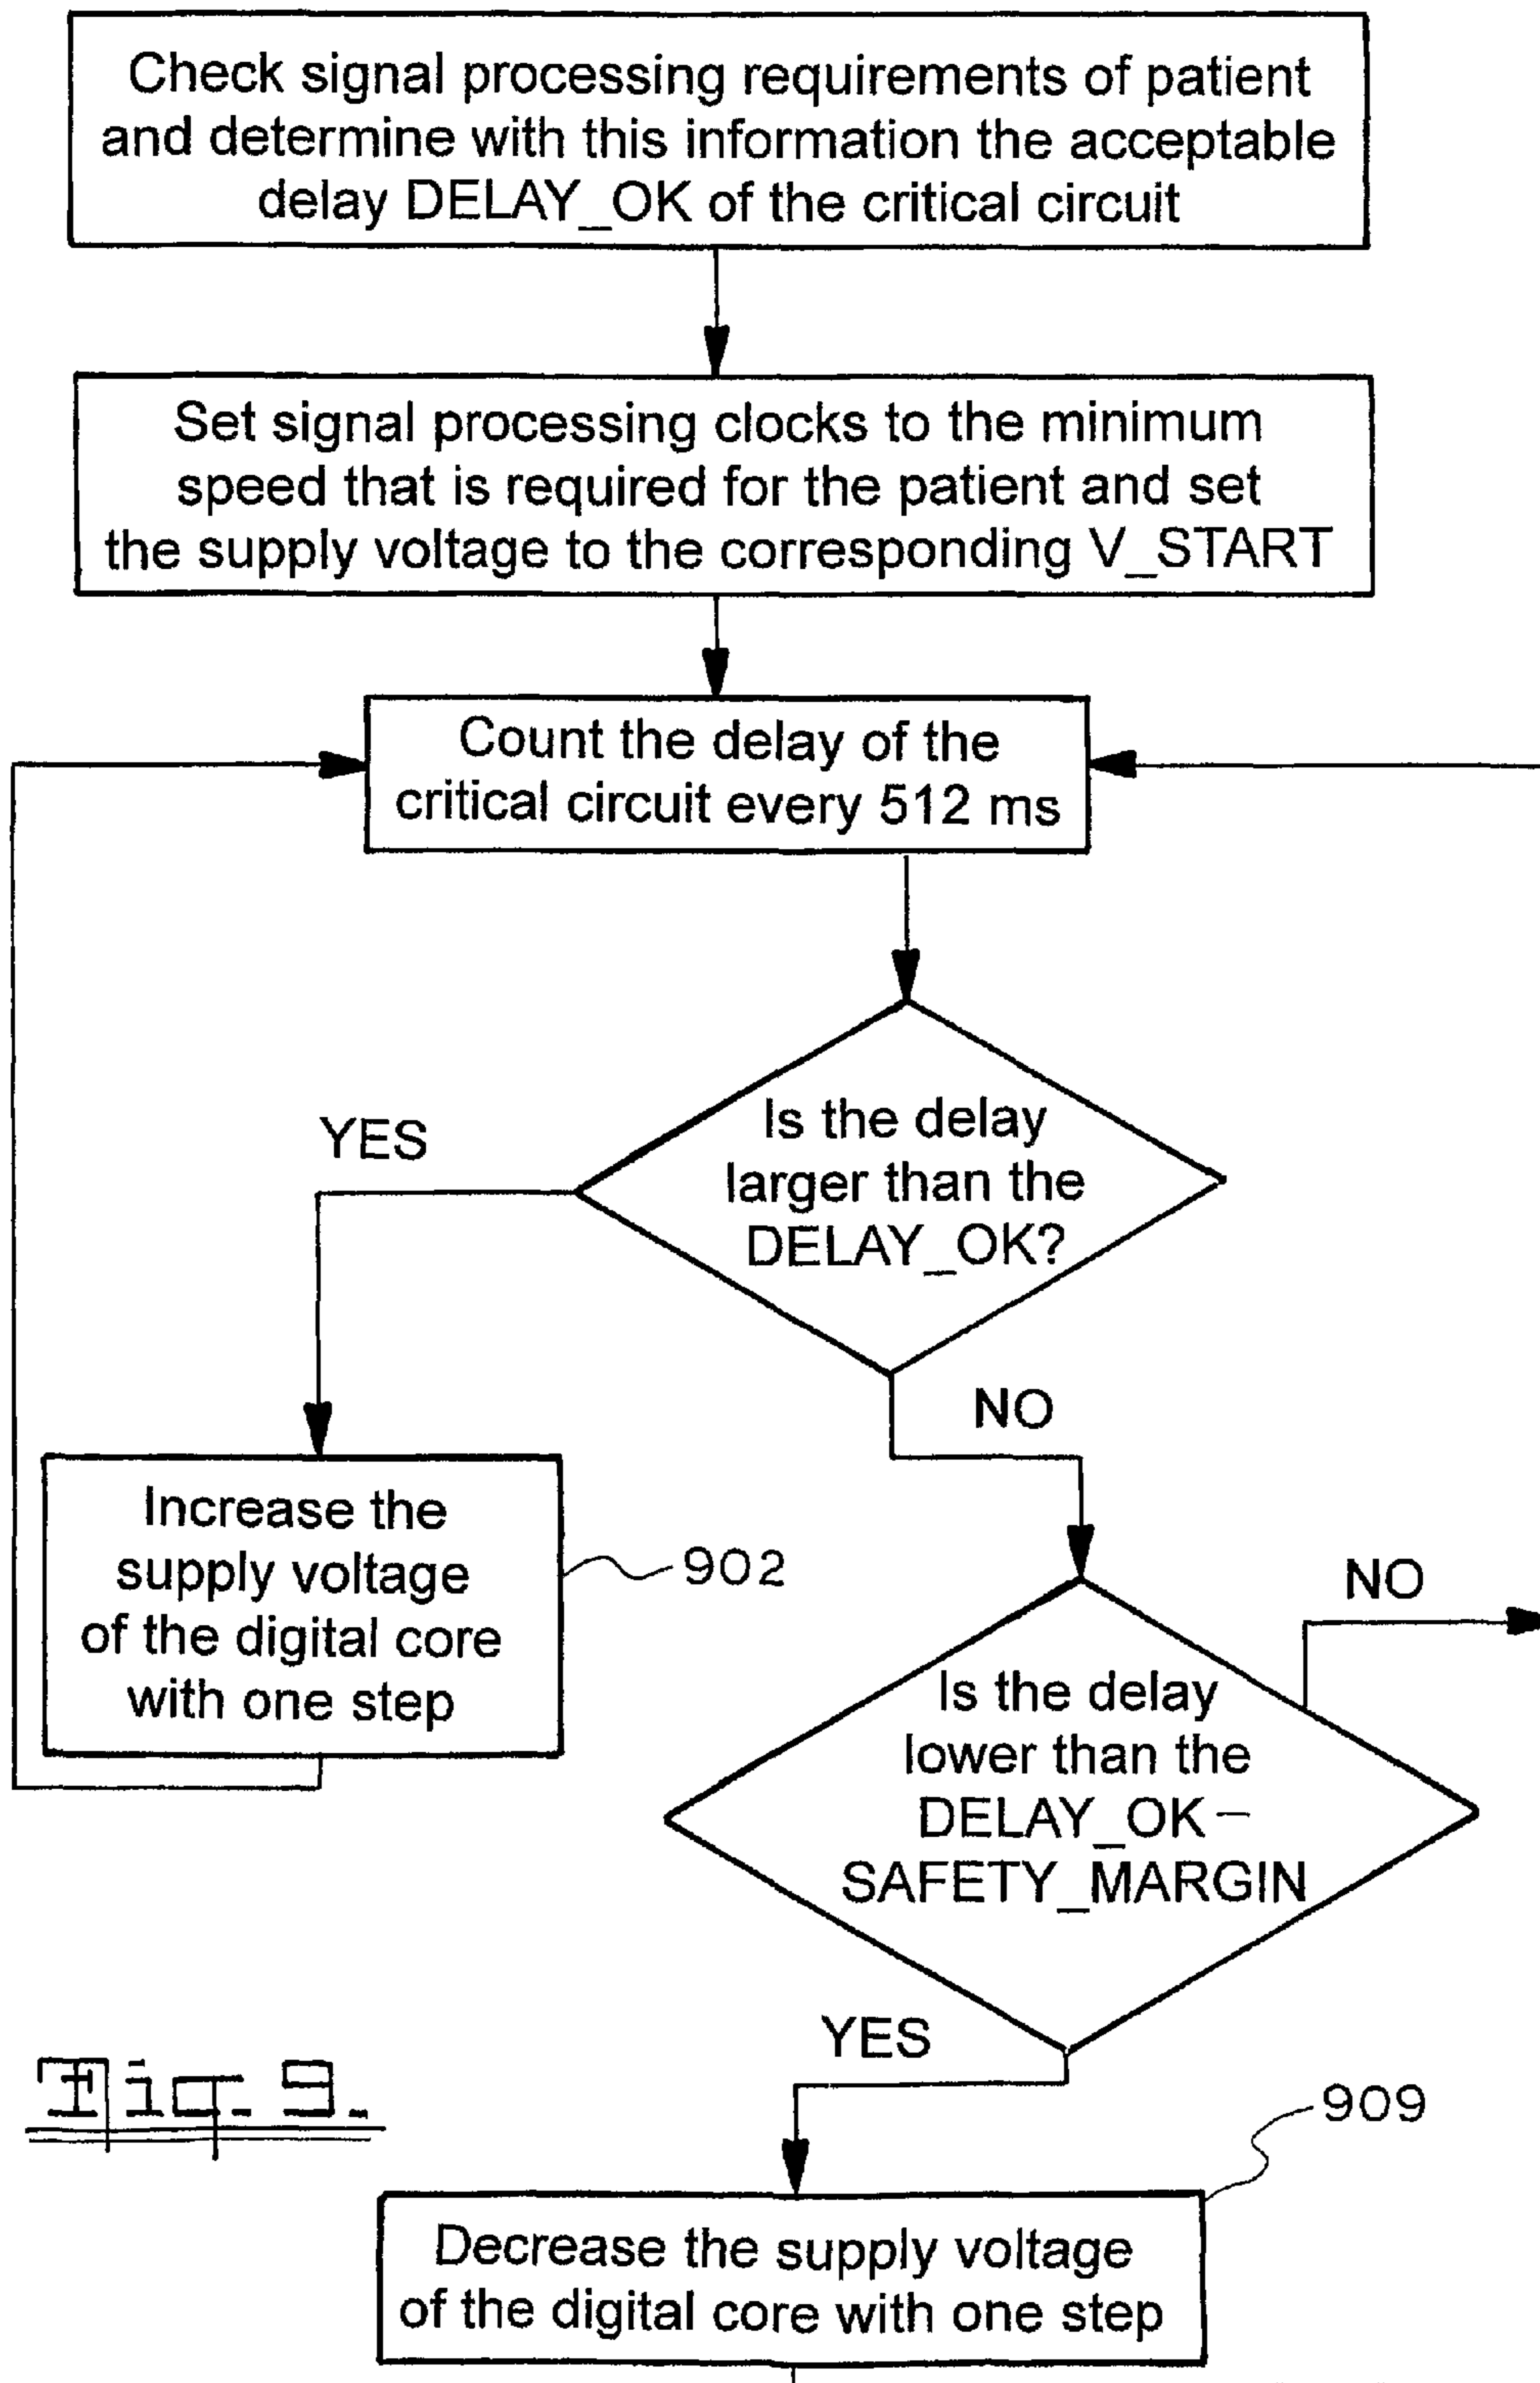 Check signal processing requirements of patient
and determine with this information the acceptable
delay DELAY_OK of the critical circuit
Set signal processing clocks to the minimum
speed that is required for the patient and set
the supply voltage to the corresponding V_START
Count the delay of the
critical circuit every 512 ms
Is the delay
larger than the
DELAY_OK?
YES
NO
Increase the
supply voltage
of the digital core
with one step
902
Is the delay
lower than the
DELAY_OK –
SAFETY_MARGIN
NO
YES
Fig. 9.
909
Decrease the supply voltage
of the digital core with one step